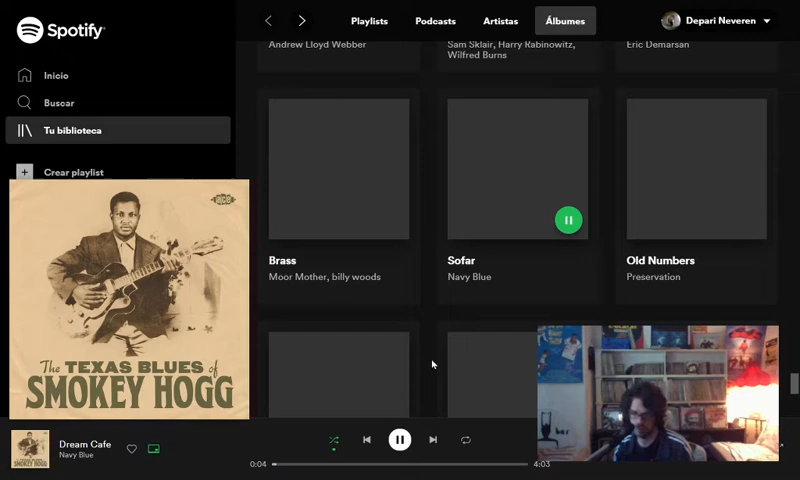 Spotify
Playlists
Podcasts
Artistas
Álbumes
Depari Neveren
Inicio
Buscar
Tu biblioteca
Crear playlist
Andrew Lloyd Webber
Sam Sklair, Harry Rabinowitz,
Wilfred Burns
Eric Demarsan
Brass
Moor Mother, billy woods
Sofar
Navy Blue
Old Numbers
Preservation
ACE
The TEXAS BLUES of
SMOKEY HOGG
Dream Cafe
Navy Blue
0:04
4:03